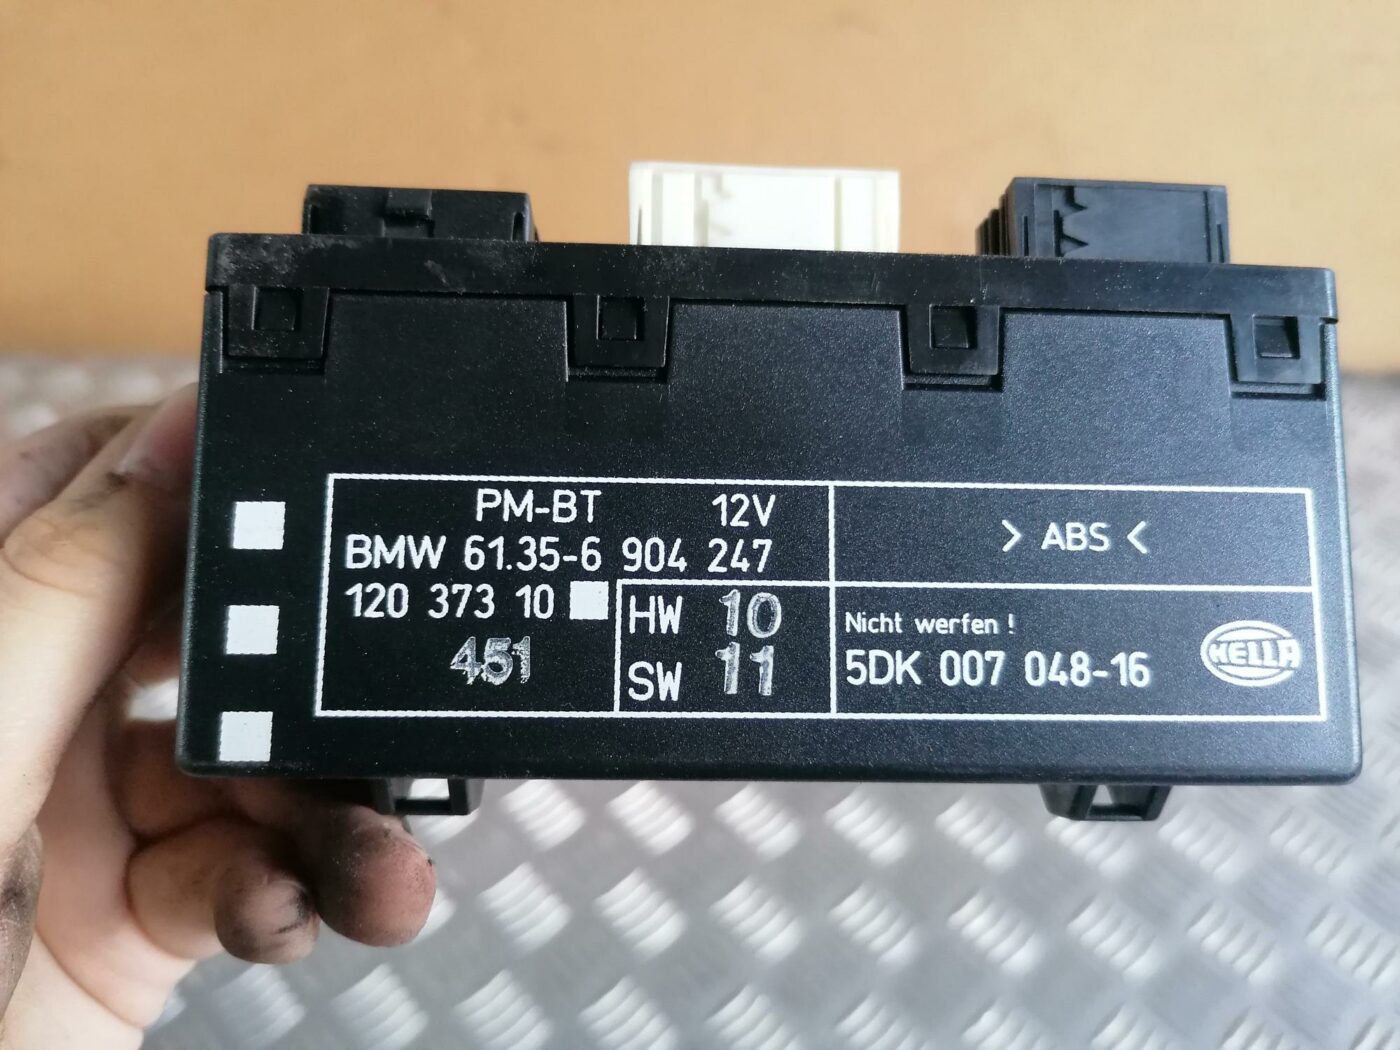 PM-BT 12V
BMW 61.35-6 904 247
120 373 10
451
HW 10
SW 11
> ABS <
Nicht werfen !
5DK 007 048-16
HELLA